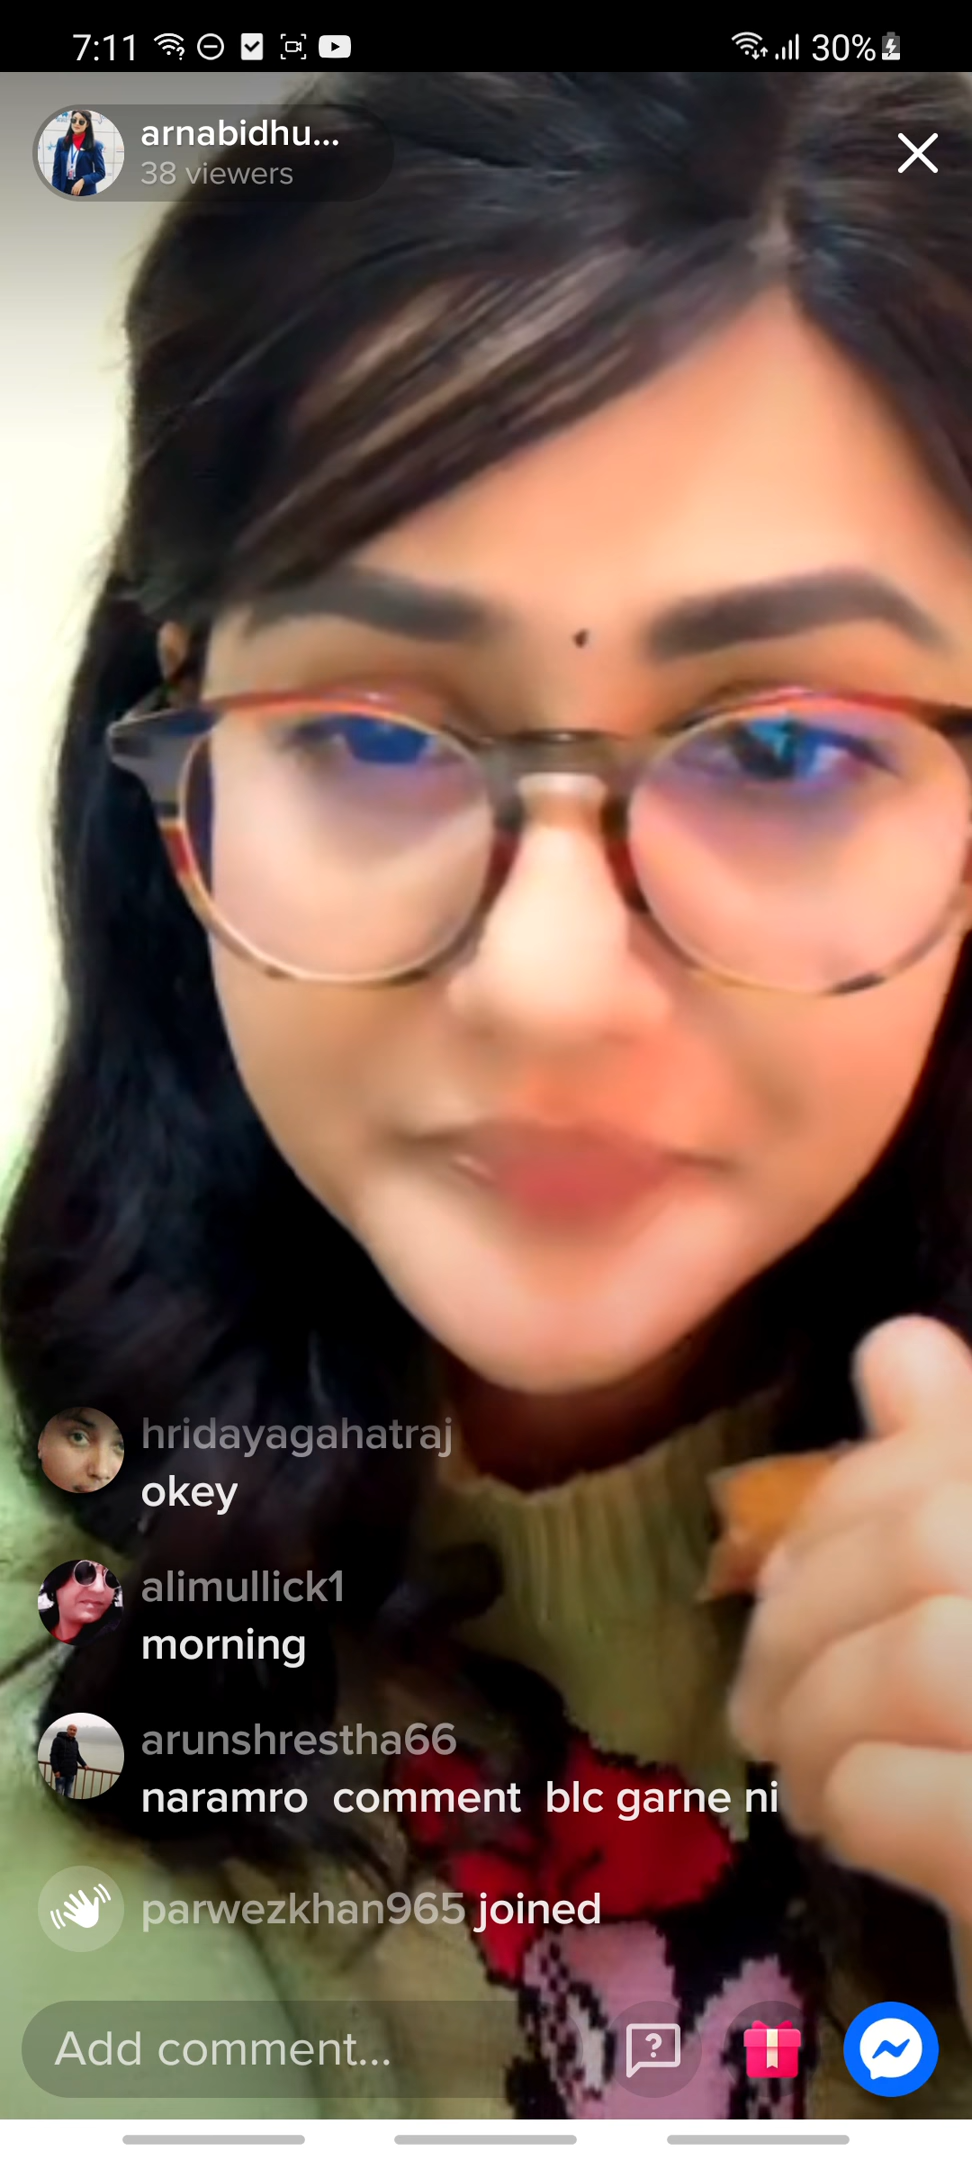 7:11
30%
arnabidhu...
38 viewers
hridayagahatraj
okey
alimullick1
morning
arunshrestha66
naramro comment blc garne ni
parwezkhan965 joined
Add comment...
?